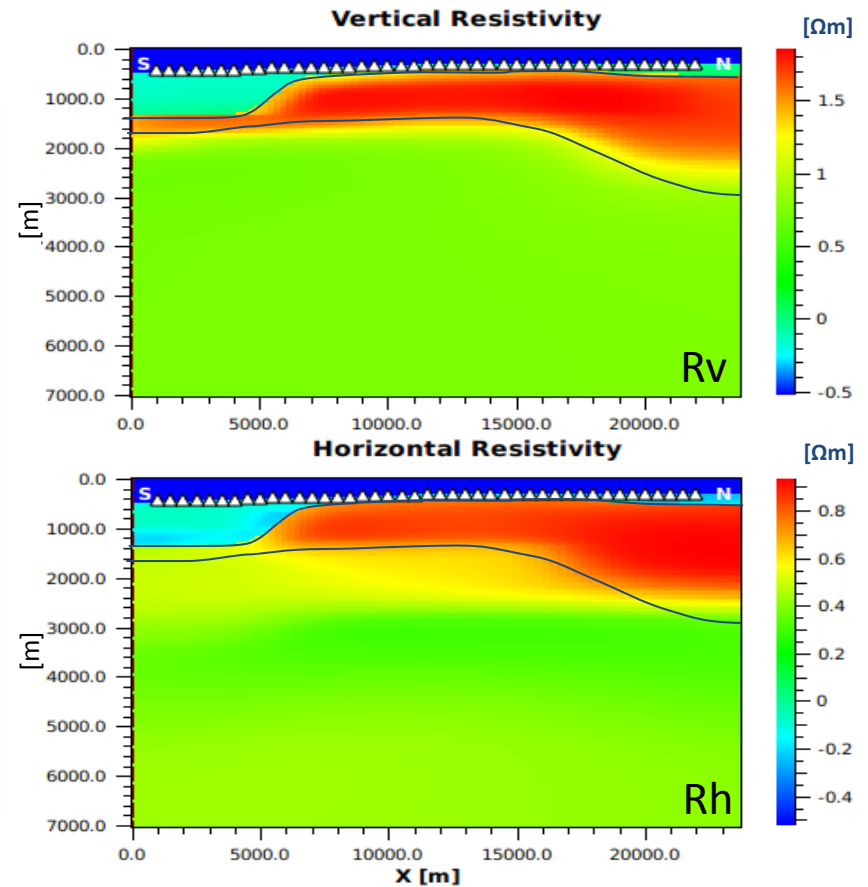 Vertical Resistivity
[Ωm]
0.0
1000.0
2000.0
3000.0
4000.0
5000.0
6000.0
7000.0
[m]
S
N
Rv
0.0
5000.0
10000.0
15000.0
20000.0
1.5
1
0.5
0
-0.5
Horizontal Resistivity
[Ωm]
0.0
1000.0
2000.0
3000.0
4000.0
5000.0
6000.0
7000.0
[m]
S
N
Rh
0.0
5000.0
10000.0
15000.0
20000.0
X [m]
0.8
0.6
0.4
0.2
0
-0.2
-0.4